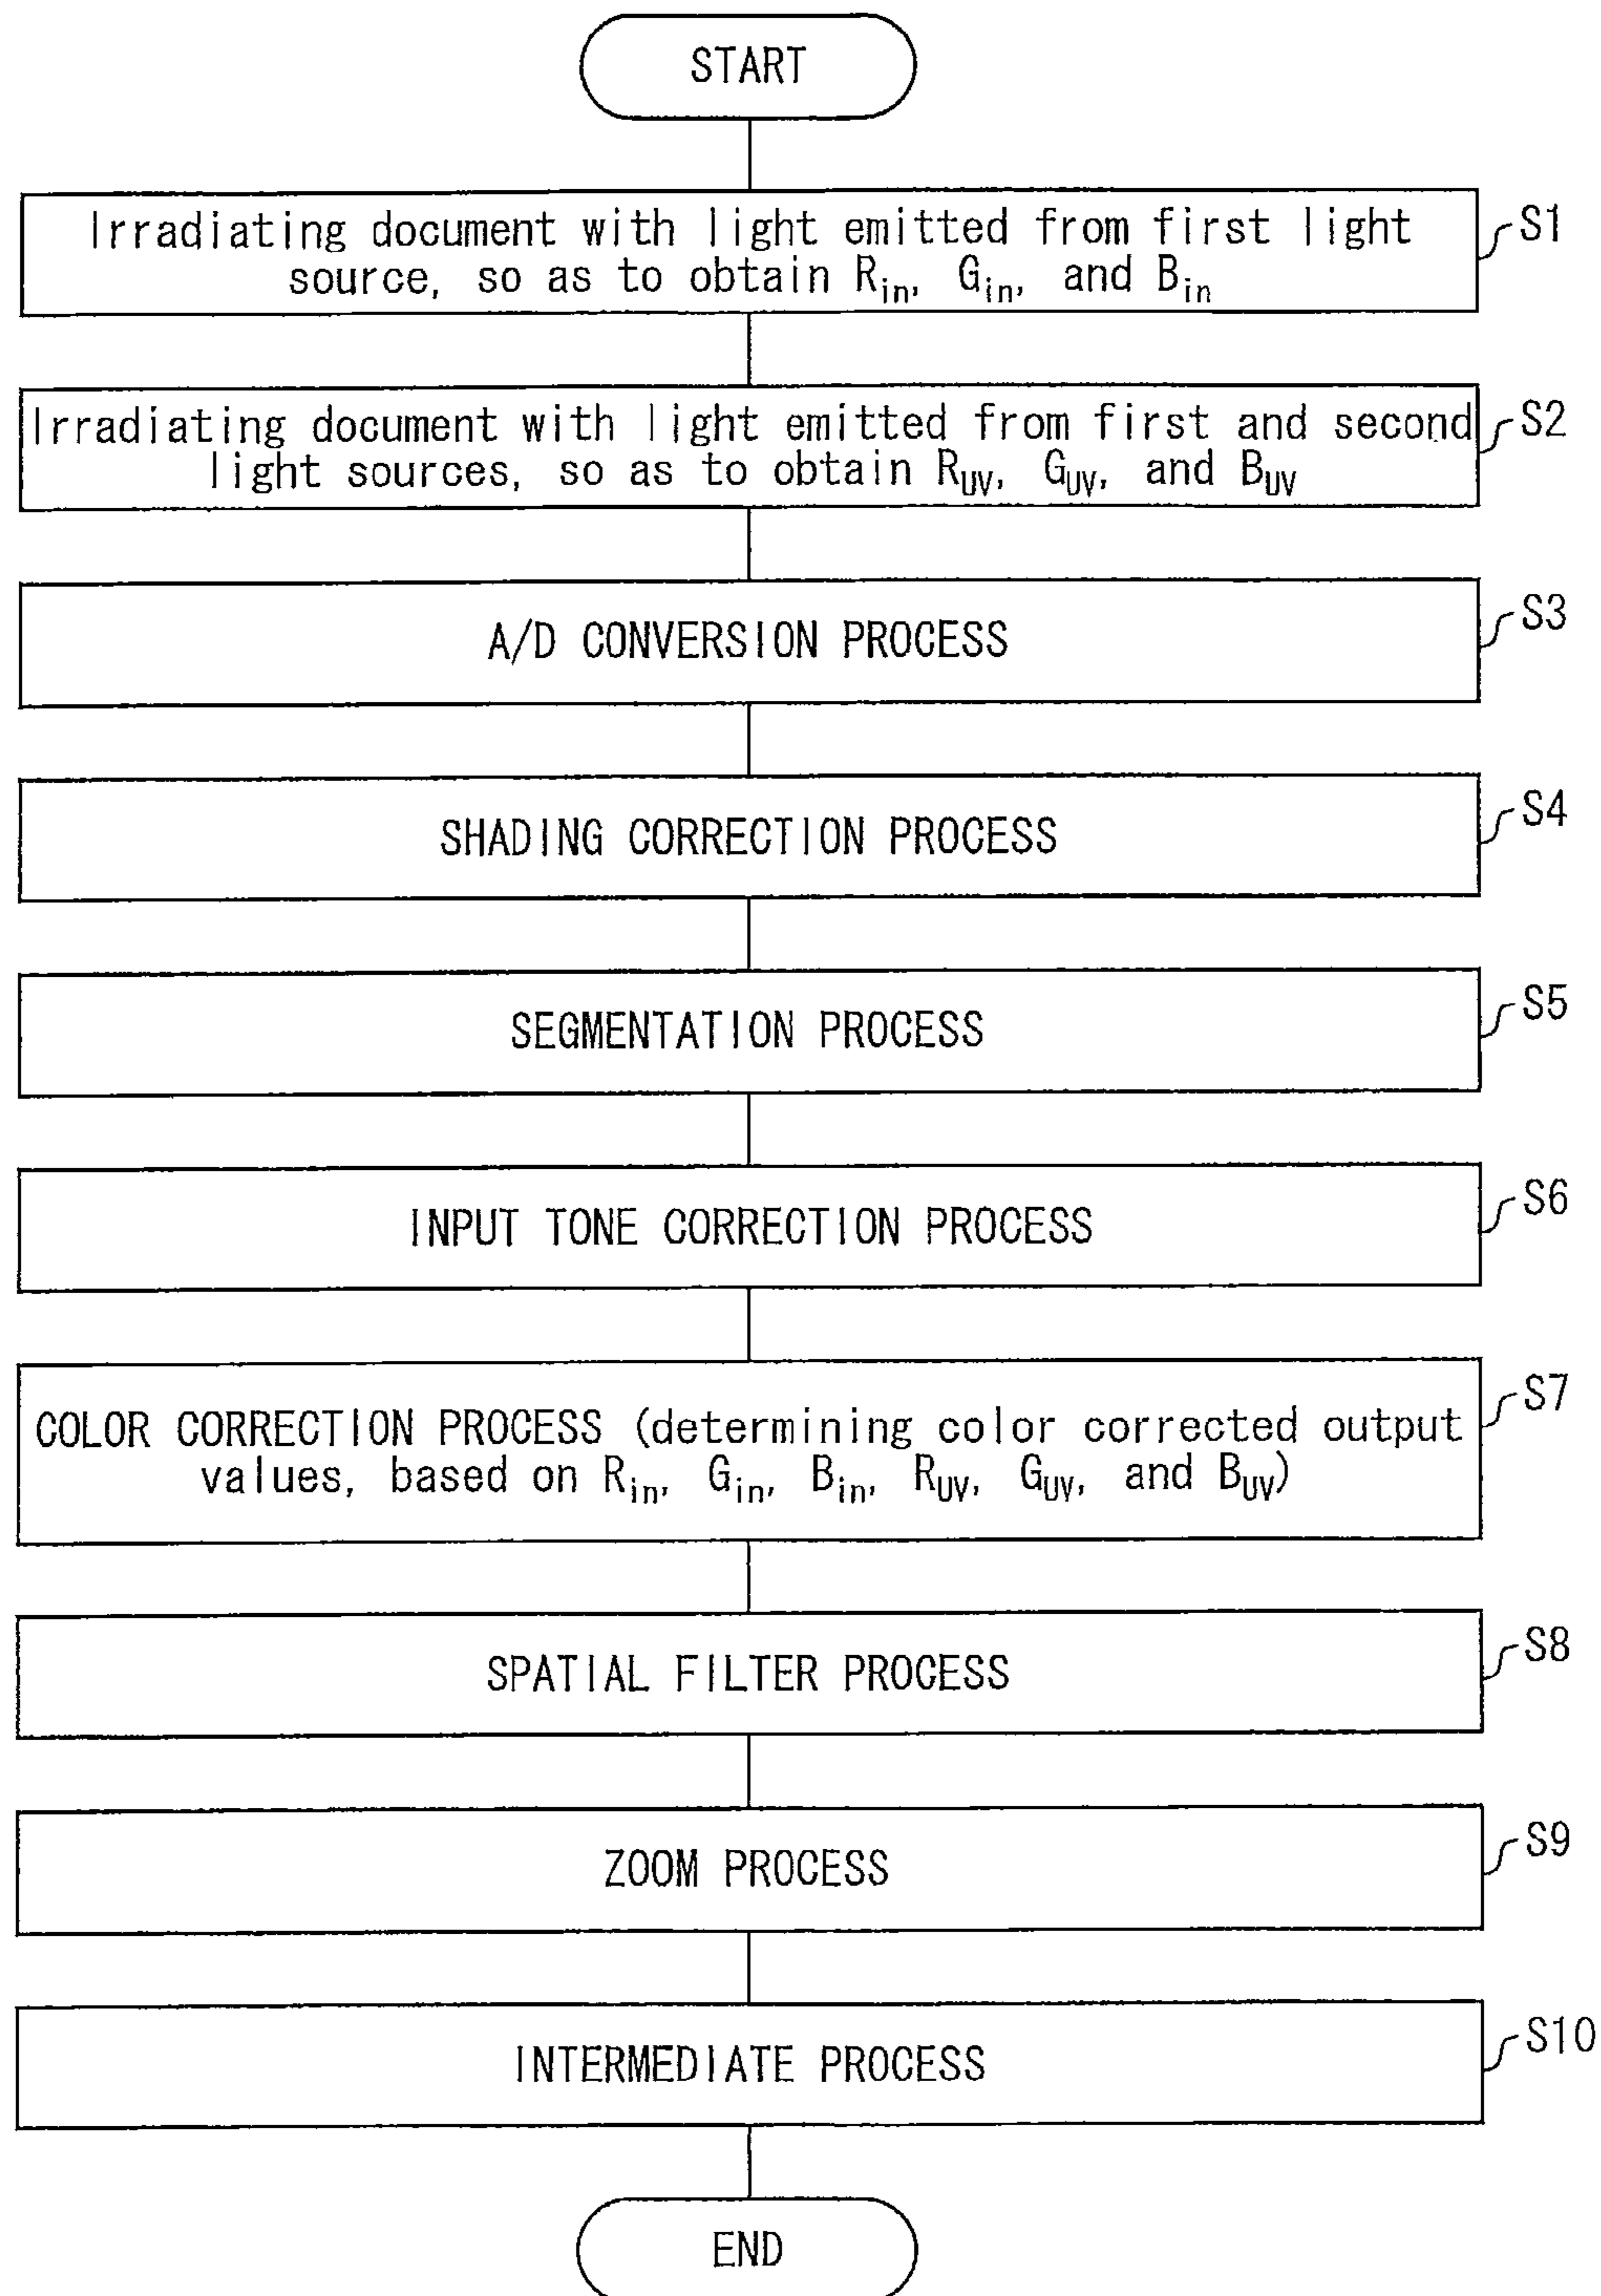 START
Irradiating document with light emitted from first light
source, so as to obtain Rin, Gin, and Bin
S1
Irradiating document with light emitted from first and second
light sources, so as to obtain RUV, GUV, and BUV
S2
A/D CONVERSION PROCESS
S3
SHADING CORRECTION PROCESS
S4
SEGMENTATION PROCESS
S5
INPUT TONE CORRECTION PROCESS
S6
COLOR CORRECTION PROCESS (determining color corrected output
values, based on Rin, Gin, Bin, RUV, GUV, and BUV)
S7
SPATIAL FILTER PROCESS
S8
ZOOM PROCESS
S9
INTERMEDIATE PROCESS
S10
END